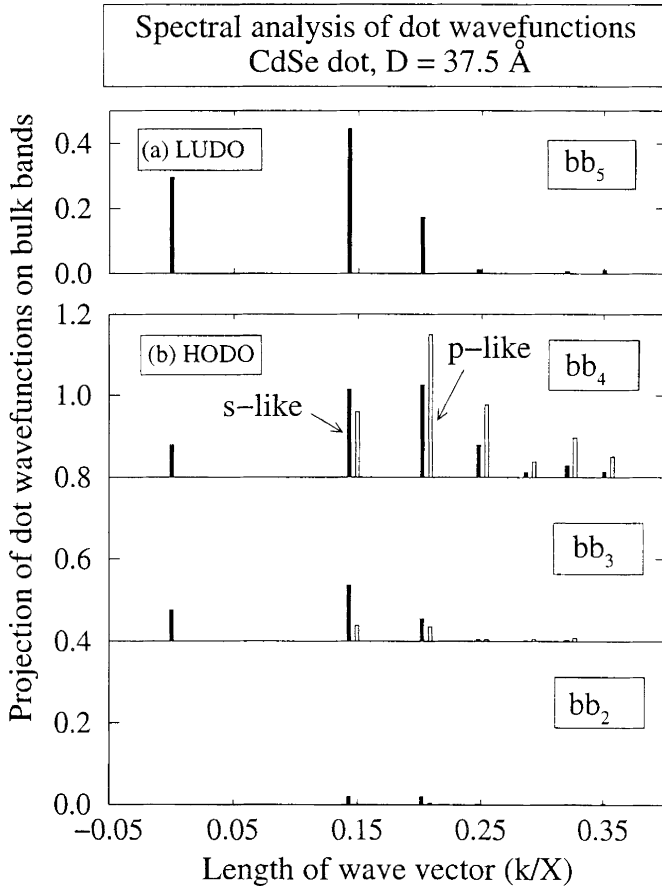 Spectral analysis of dot wavefunctions
CdSe dot, D = 37.5 Å
Projection of dot wavefunctions on bulk bands
(a) LUDO
bb5
0.4
0.2
0.0
1.2
(b) HODO
p−like
bb4
1.0
s−like
0.8
0.6
bb3
0.4
bb2
0.2
0.0
−0.05 0.05 0.15 0.25 0.35
Length of wave vector (k/X)